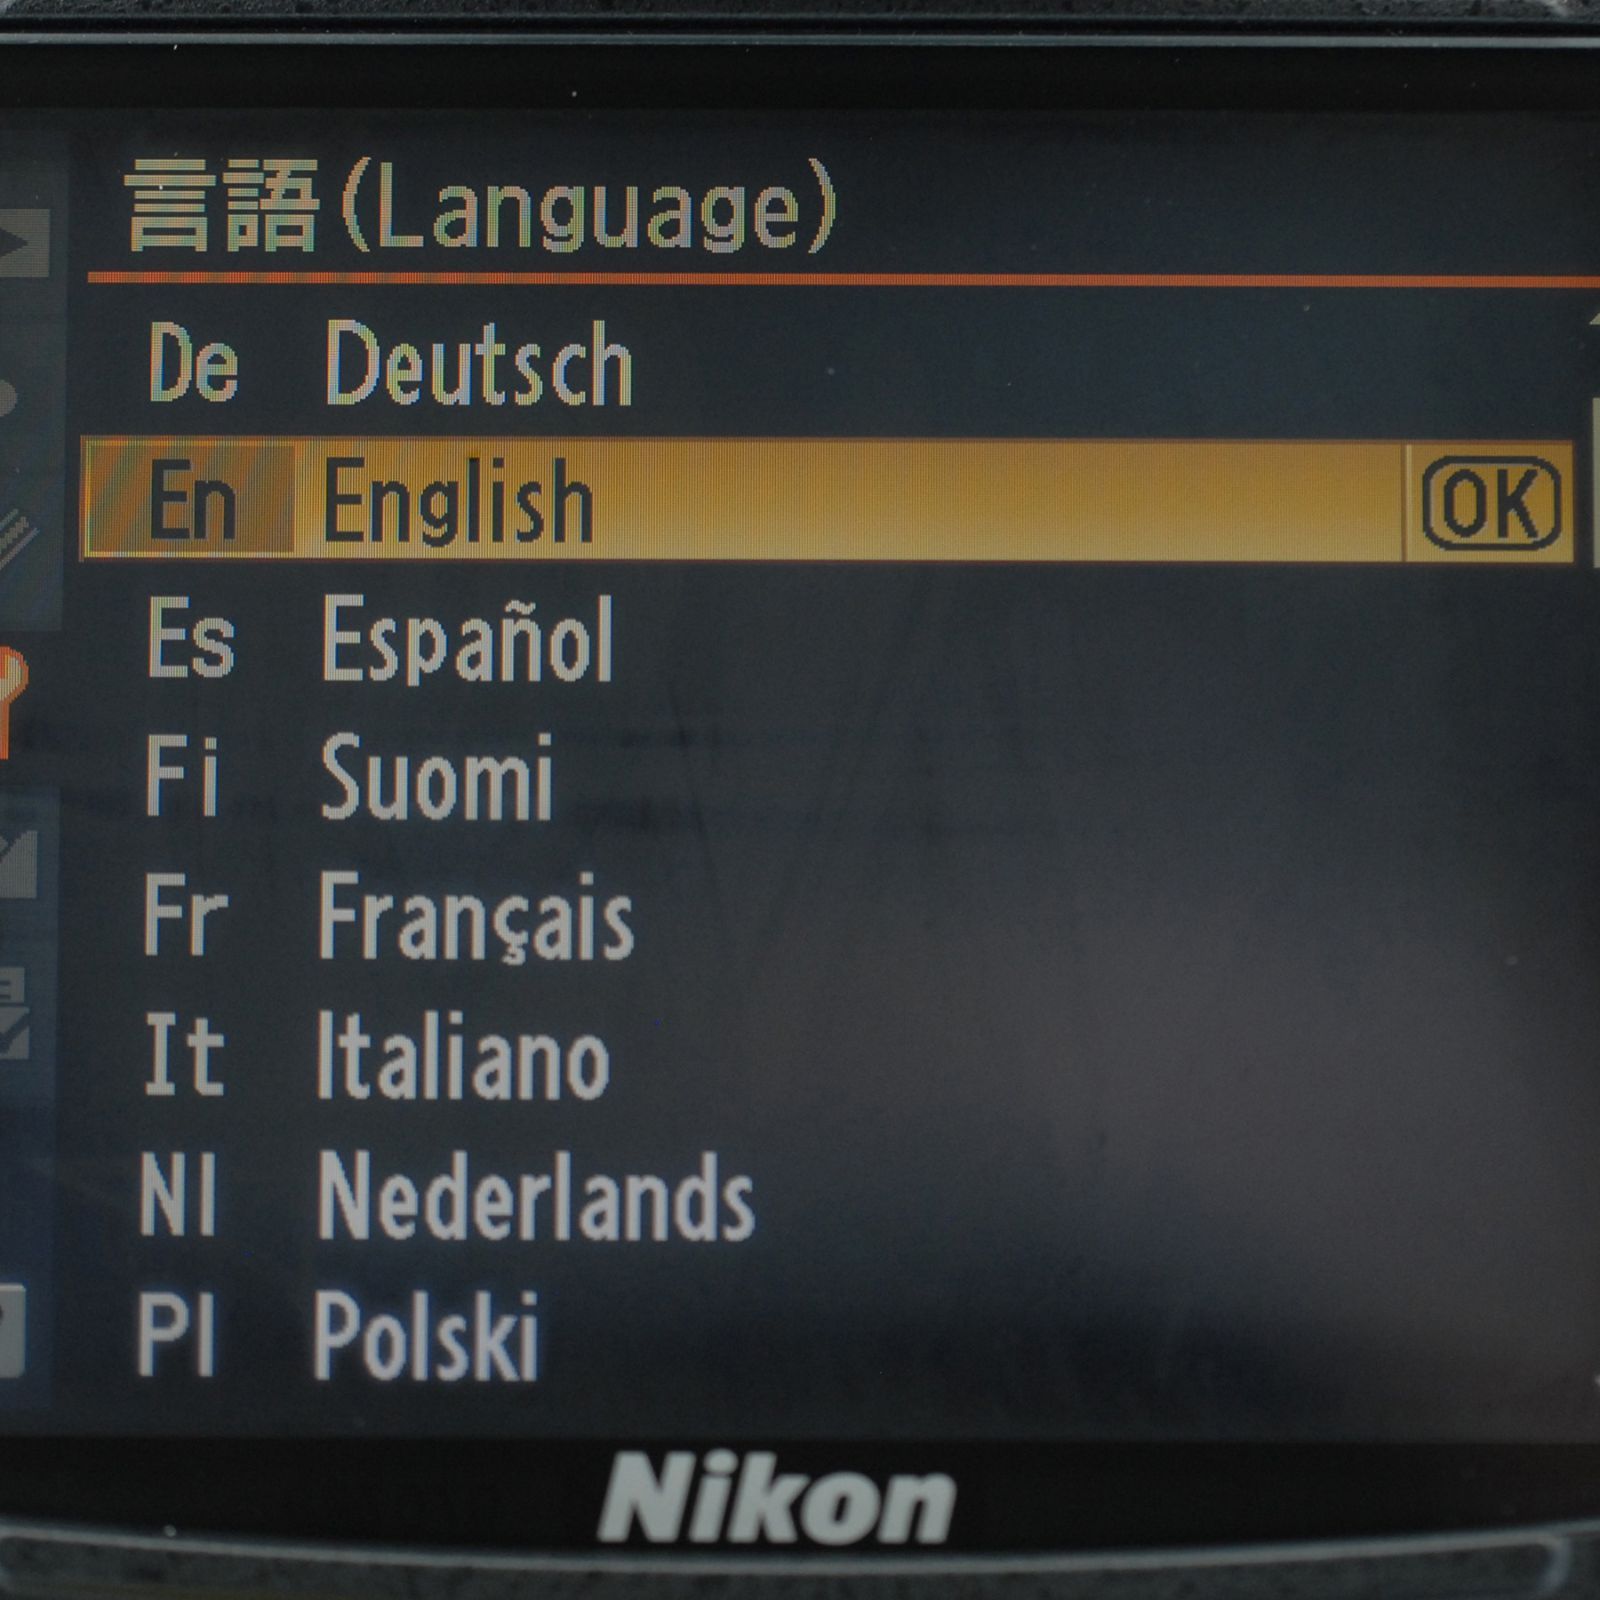 言語(Language)
De Deutsch
En English OK
Es Español
Fi Suomi
Fr Français
It Italiano
Nl Nederlands
Pl Polski
Nikon